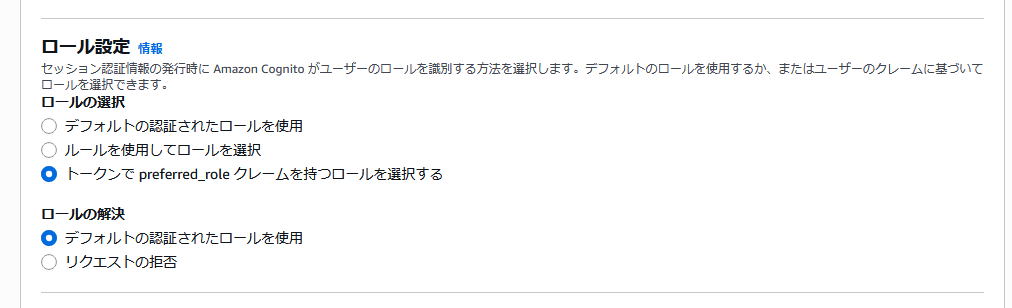 ロール設定 情報
セッション認証情報の発行時に Amazon Cognito がユーザーのロールを識別する方法を選択します。デフォルトのロールを使用するか、またはユーザーのクレームに基づいて
ロールを選択できます。
ロールの選択
デフォルトの認証されたロールを使用
ルールを使用してロールを選択
トークンで preferred_role クレームを持つロールを選択する
ロールの解決
デフォルトの認証されたロールを使用
リクエストの拒否